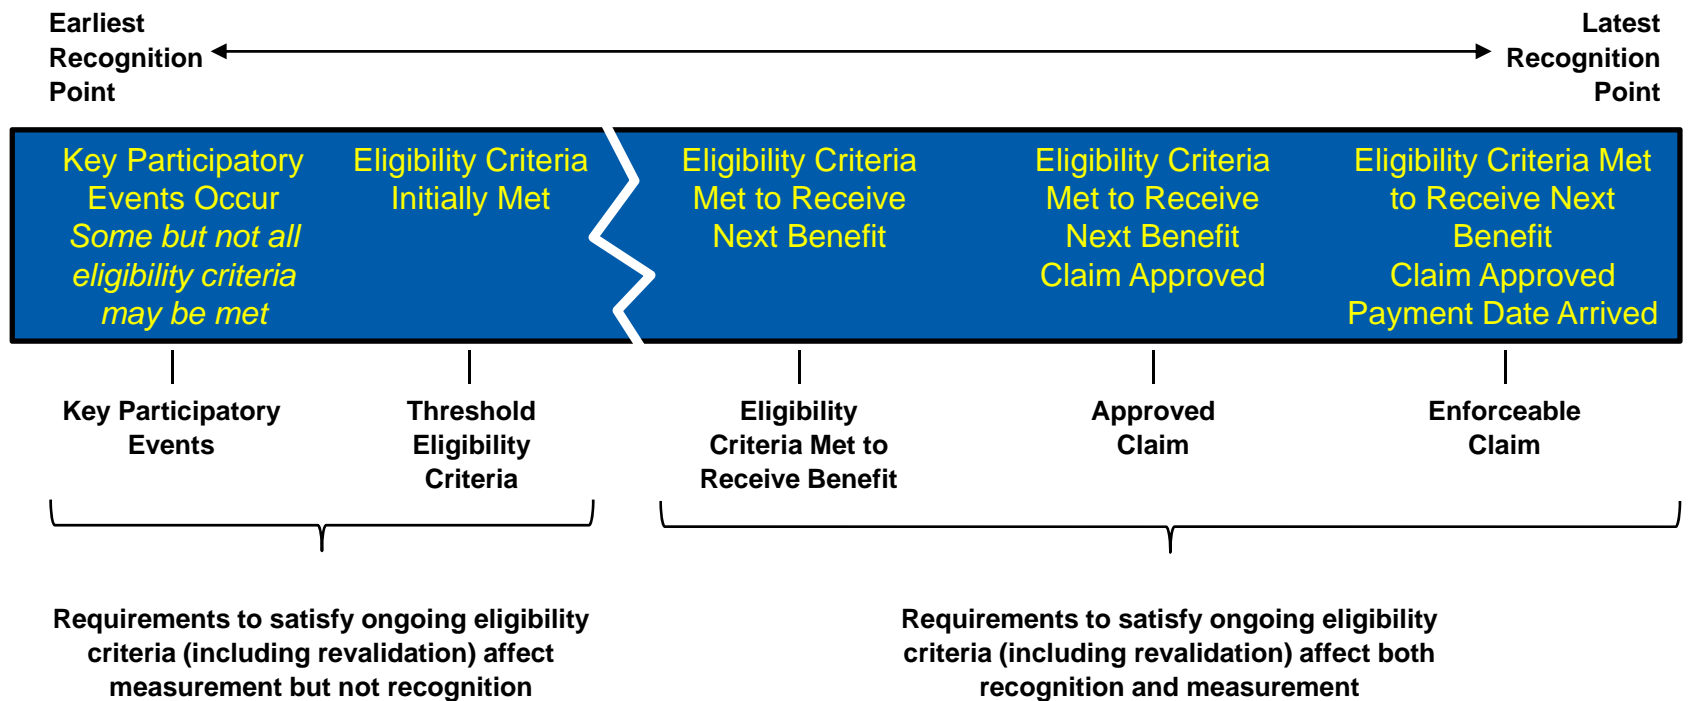 Earliest
Recognition
Point
Latest
Recognition
Point
Key Participatory
Events Occur
Some but not all
eligibility criteria
may be met
Eligibility Criteria
Initially Met
Eligibility Criteria
Met to Receive
Next Benefit
Eligibility Criteria
Met to Receive
Next Benefit
Claim Approved
Eligibility Criteria Met
to Receive Next
Benefit
Claim Approved
Payment Date Arrived
Key Participatory
Events
Threshold
Eligibility
Criteria
Eligibility
Criteria Met to
Receive Benefit
Approved
Claim
Enforceable
Claim
Requirements to satisfy ongoing eligibility
criteria (including revalidation) affect
measurement but not recognition
Requirements to satisfy ongoing eligibility
criteria (including revalidation) affect both
recognition and measurement